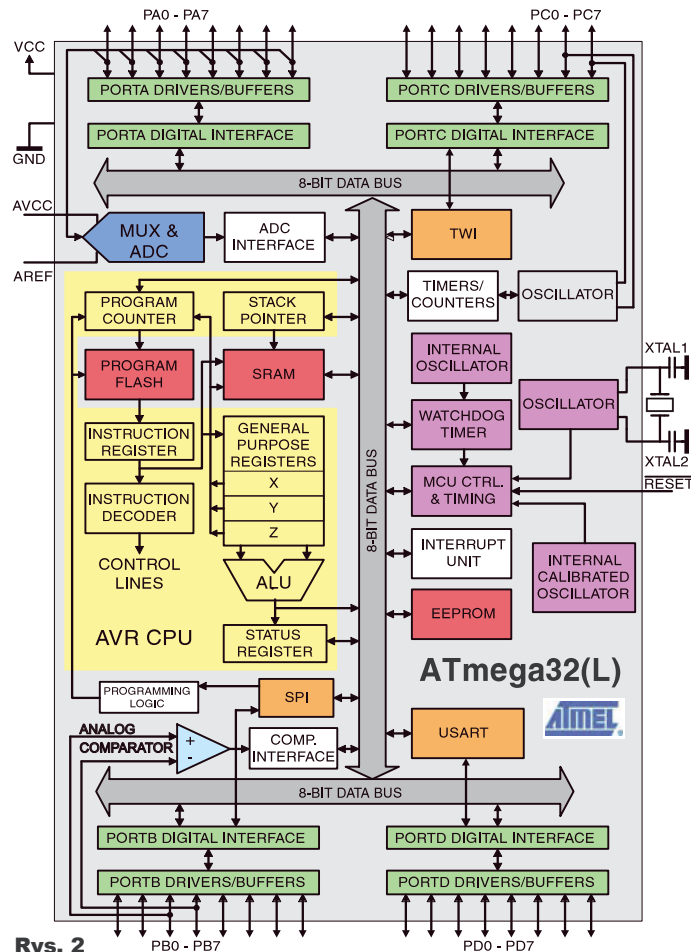 PA0 - PA7
PC0 - PC7
VCC
PORTA DRIVERS/BUFFERS
PORTC DRIVERS/BUFFERS
GND
PORTA DIGITAL INTERFACE
PORTC DIGITAL INTERFACE
8-BIT DATA BUS
AVCC
MUX &
ADC
ADC
INTERFACE
TWI
AREF
PROGRAM
COUNTER
STACK
POINTER
TIMERS/
COUNTERS
OSCILLATOR
PROGRAM
FLASH
SRAM
INTERNAL
OSCILLATOR
XTAL1
OSCILLATOR
INSTRUCTION
REGISTER
GENERAL
PURPOSE
REGISTERS
WATCHDOG
TIMER
XTAL2
X
Y
Z
INSTRUCTION
DECODER
MCU CTRL.
& TIMING
RESET
8-BIT DATA BUS
CONTROL
LINES
ALU
INTERRUPT
UNIT
INTERNAL
CALIBRATED
OSCILLATOR
AVR CPU
STATUS
REGISTER
EEPROM
ATmega32(L)
PROGRAMMING
LOGIC
SPI
ATMEL
ANALOG
COMPARATOR
+
-
COMP.
INTERFACE
USART
8-BIT DATA BUS
PORTB DIGITAL INTERFACE
PORTD DIGITAL INTERFACE
PORTB DRIVERS/BUFFERS
PORTD DRIVERS/BUFFERS
Rys. 2
PB0 - PB7
PD0 - PD7